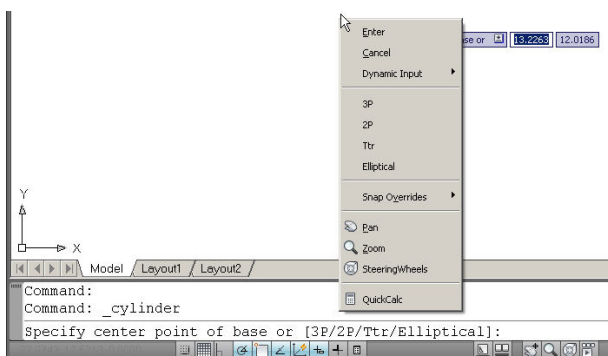 Enter
Cancel
Dynamic Input
se or 13.2263 12.0186
3P
2P
Ttr
Elliptical
Snap Overrides
Pan
Zoom
SteeringWheels
QuickCalc
Y
X
Model Layout1 Layout2
Command:
Command: _cylinder
Specify center point of base or [3P/2P/Ttr/Elliptical]: